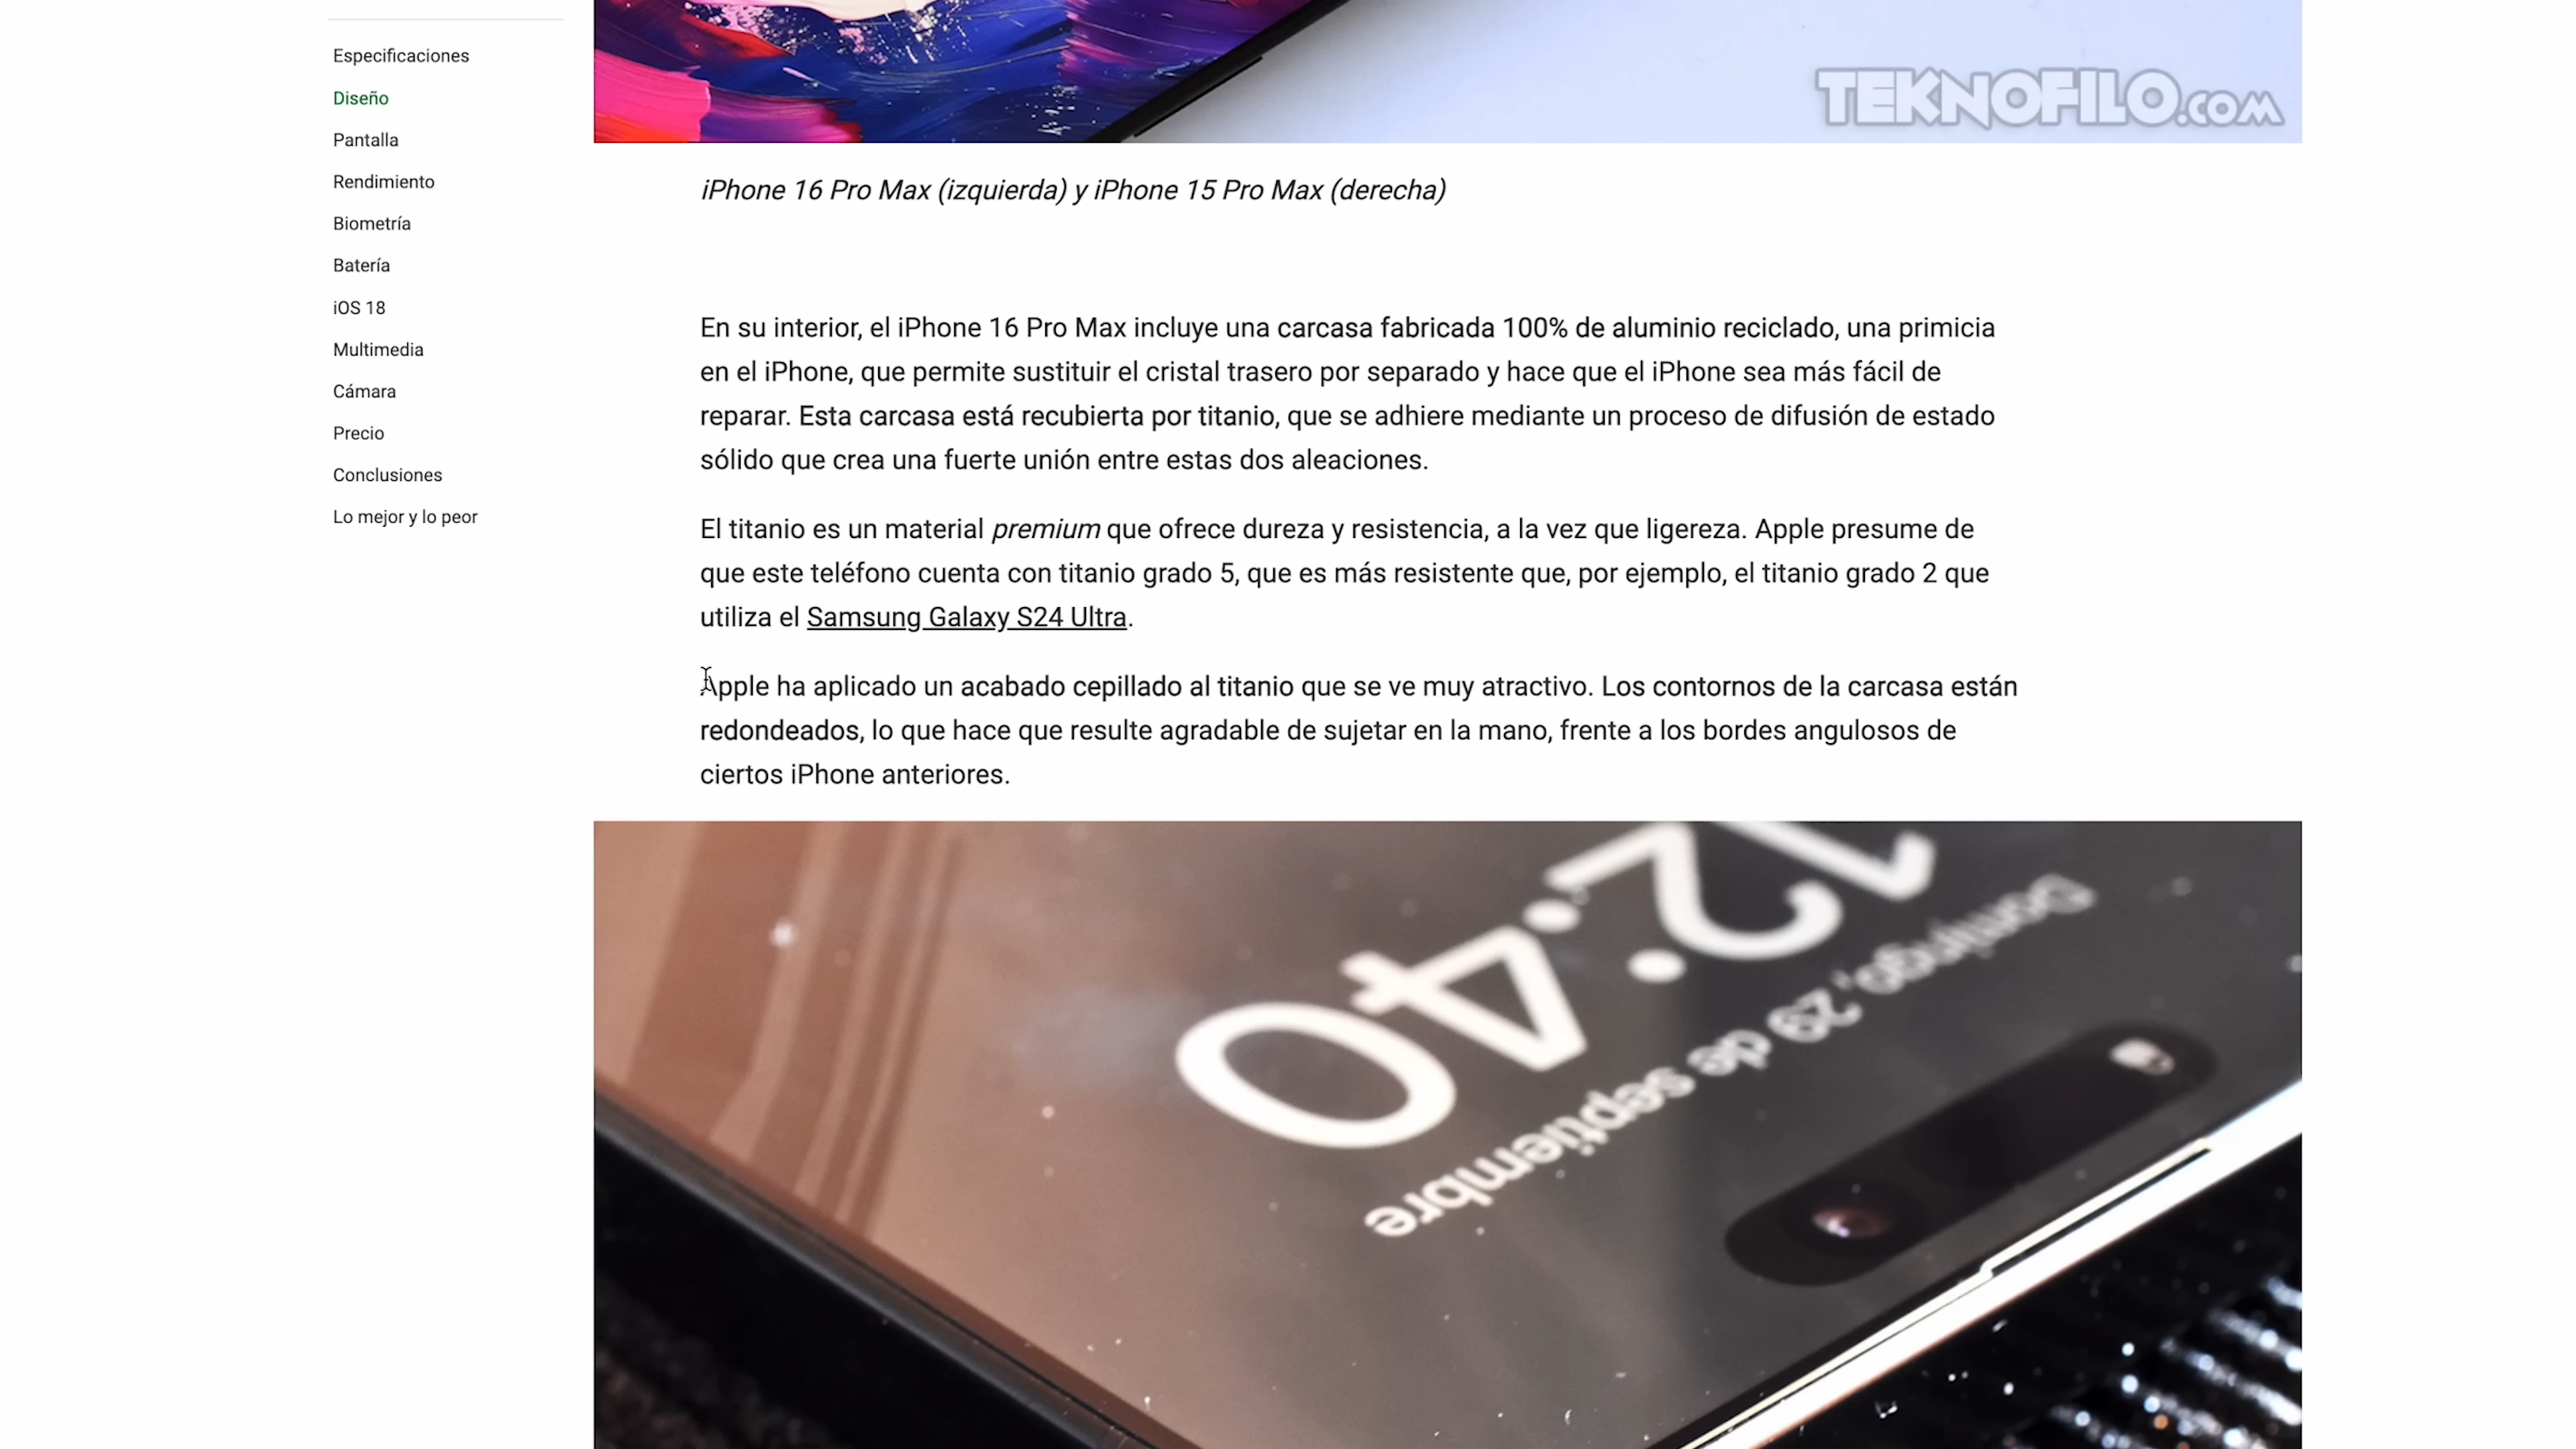 Especificaciones
Diseño
Pantalla
Rendimiento
Biometría
Batería
iOS 18
Multimedia
Cámara
Precio
Conclusiones
Lo mejor y lo peor
TEKNOFILO.COM
iPhone 16 Pro Max (izquierda) y iPhone 15 Pro Max (derecha)
En su interior, el iPhone 16 Pro Max incluye una carcasa fabricada 100% de aluminio reciclado, una primicia
en el iPhone, que permite sustituir el cristal trasero por separado y hace que el iPhone sea más fácil de
reparar. Esta carcasa está recubierta por titanio, que se adhiere mediante un proceso de difusión de estado
sólido que crea una fuerte unión entre estas dos aleaciones.
El titanio es un material premium que ofrece dureza y resistencia, a la vez que ligereza. Apple presume de
que este teléfono cuenta con titanio grado 5, que es más resistente que, por ejemplo, el titanio grado 2 que
utiliza el Samsung Galaxy S24 Ultra.
Apple ha aplicado un acabado cepillado al titanio que se ve muy atractivo. Los contornos de la carcasa están
redondeados, lo que hace que resulte agradable de sujetar en la mano, frente a los bordes angulosos de
ciertos iPhone anteriores.
Domingo, 29 de septiembre
12:40